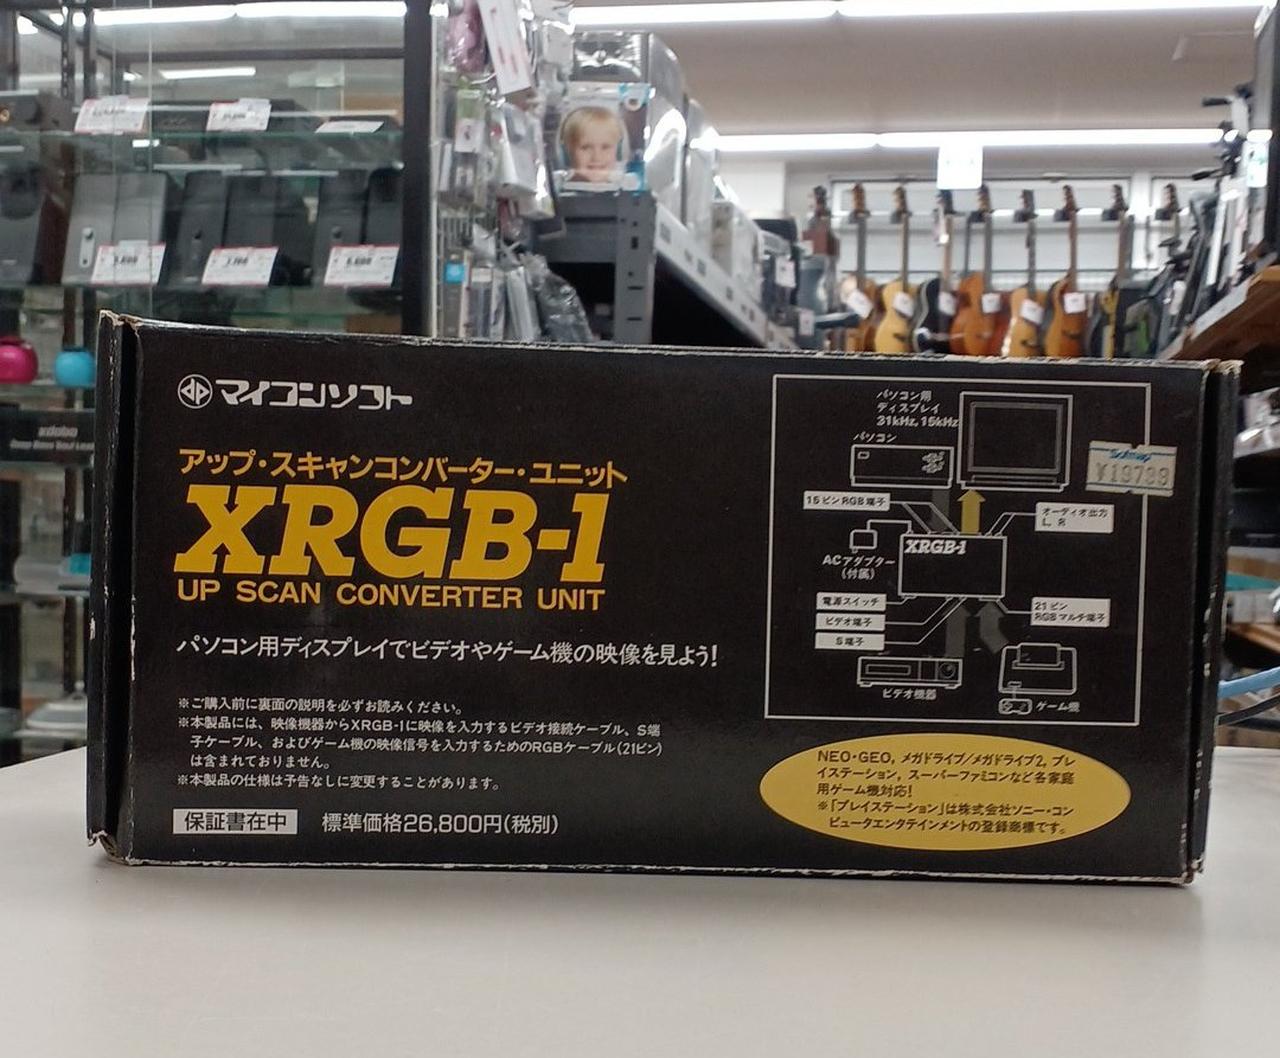 マイコンソフト
アップ・スキャンコンバーター・ユニット
XRGB-1
UP SCAN CONVERTER UNIT
パソコン用ディスプレイでビデオやゲーム機の映像を見よう!
※ご購入前に裏面の説明を必ずお読みください。
※本製品には、映像機器からXRGB-1に映像を入力するビデオ接続ケーブル、S端
子ケーブル、およびゲーム機の映像信号を入力するためのRGBケーブル(21ピン)
は含まれておりません。
※本製品の仕様は予告なしに変更することがあります。
保証書在中
標準価格26,800円(税別)
パソコン用
ディスプレイ
31kHz, 15kHz
パソコン
Sofmap
¥19799
15ピンRGB端子
オーディオ出力
L, R
XRGB-1
ACアダプター
(付属)
電源スイッチ
ビデオ端子
S端子
21ピン
RGBマルチ端子
ビデオ機器
ゲーム機
NEO・GEO, メガドライブ/メガドライブ2, プレ
イステーション, スーパーファミコンなど各家庭
用ゲーム機対応!
※「プレイステーション」は株式会社ソニー・コン
ピュータエンタテインメントの登録商標です。